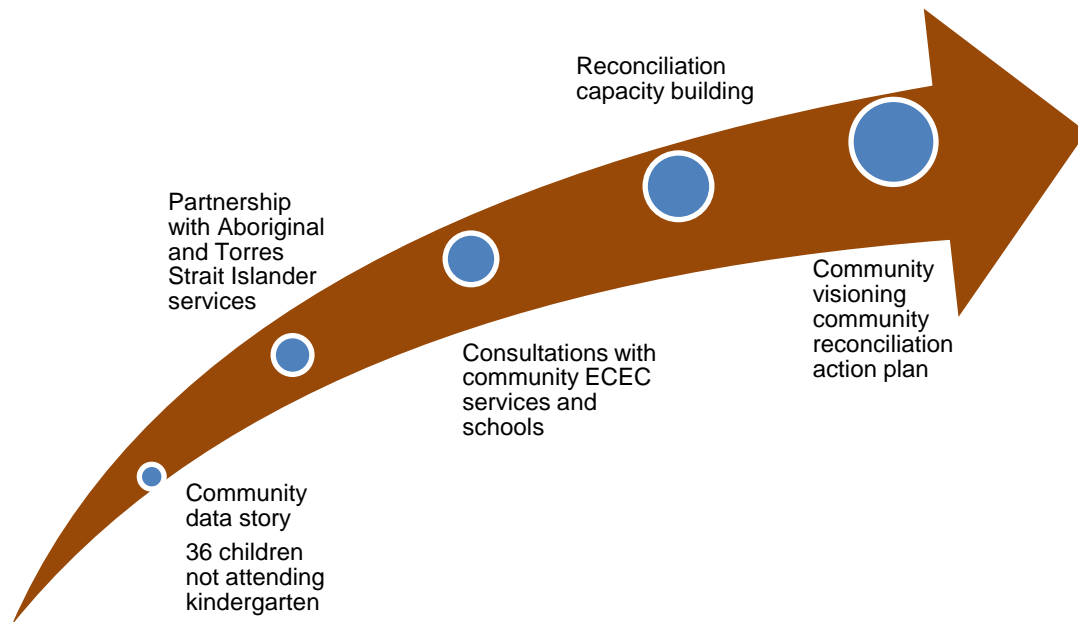 Community
data story
36 children
not attending
kindergarten
Partnership
with Aboriginal
and Torres
Strait Islander
services
Consultations with
community ECEC
services and
schools
Reconciliation
capacity building
Community
visioning
community
reconciliation
action plan